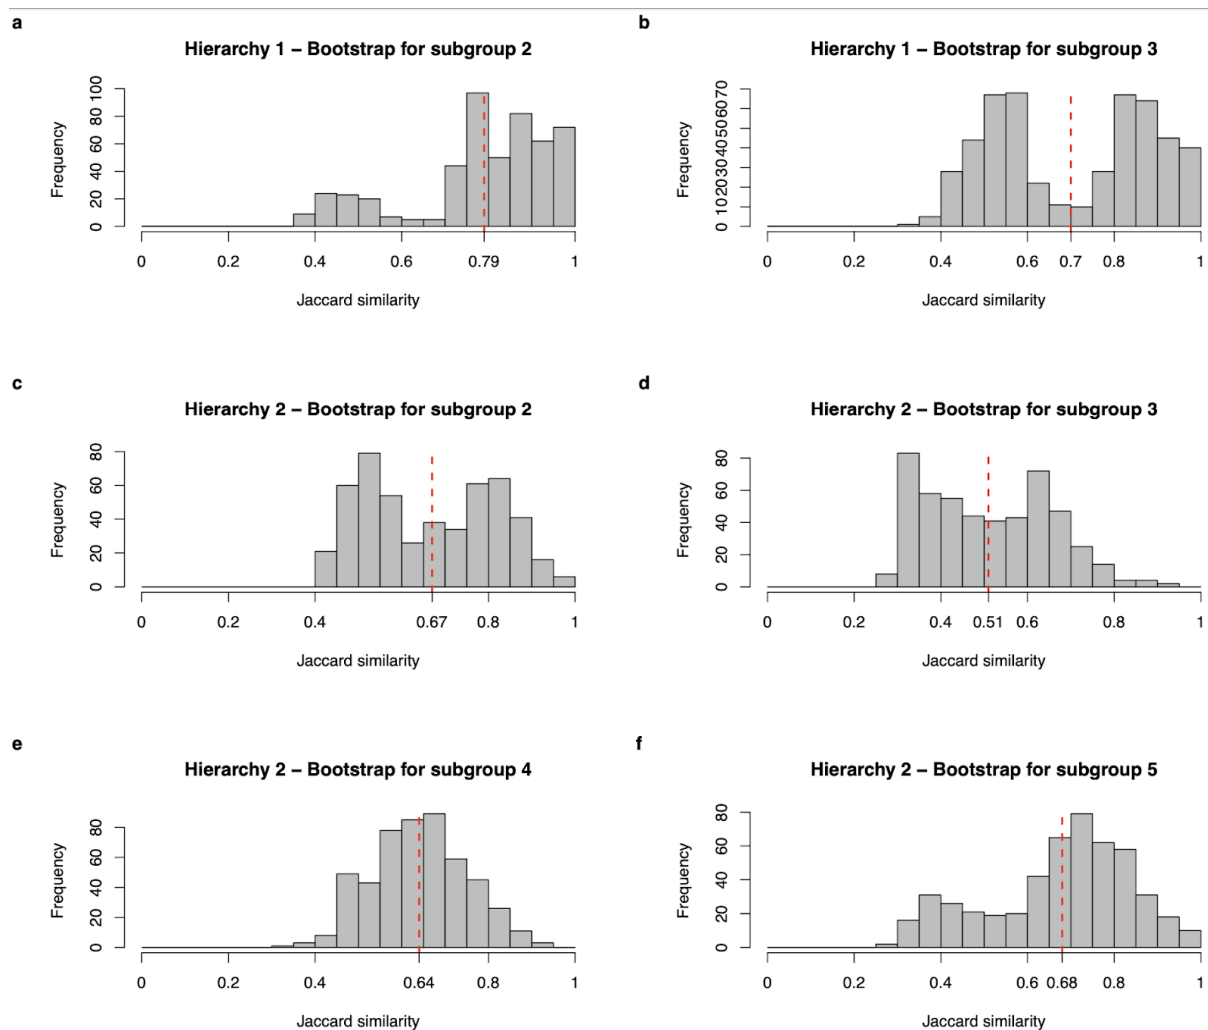 a
Hierarchy 1 – Bootstrap for subgroup 2
Frequency
0 20 40 60 80 100
0 0.2 0.4 0.6 0.79 1
Jaccard similarity
b
Hierarchy 1 – Bootstrap for subgroup 3
Frequency
0 10 20 30 40 50 60 70
0 0.2 0.4 0.6 0.7 0.8 1
Jaccard similarity
c
Hierarchy 2 – Bootstrap for subgroup 2
Frequency
0 20 40 60 80
0 0.2 0.4 0.67 0.8 1
Jaccard similarity
d
Hierarchy 2 – Bootstrap for subgroup 3
Frequency
0 20 40 60 80
0 0.2 0.4 0.51 0.6 0.8 1
Jaccard similarity
e
Hierarchy 2 – Bootstrap for subgroup 4
Frequency
0 20 40 60 80
0 0.2 0.4 0.64 0.8 1
Jaccard similarity
f
Hierarchy 2 – Bootstrap for subgroup 5
Frequency
0 20 40 60 80
0 0.2 0.4 0.6 0.68 0.8 1
Jaccard similarity